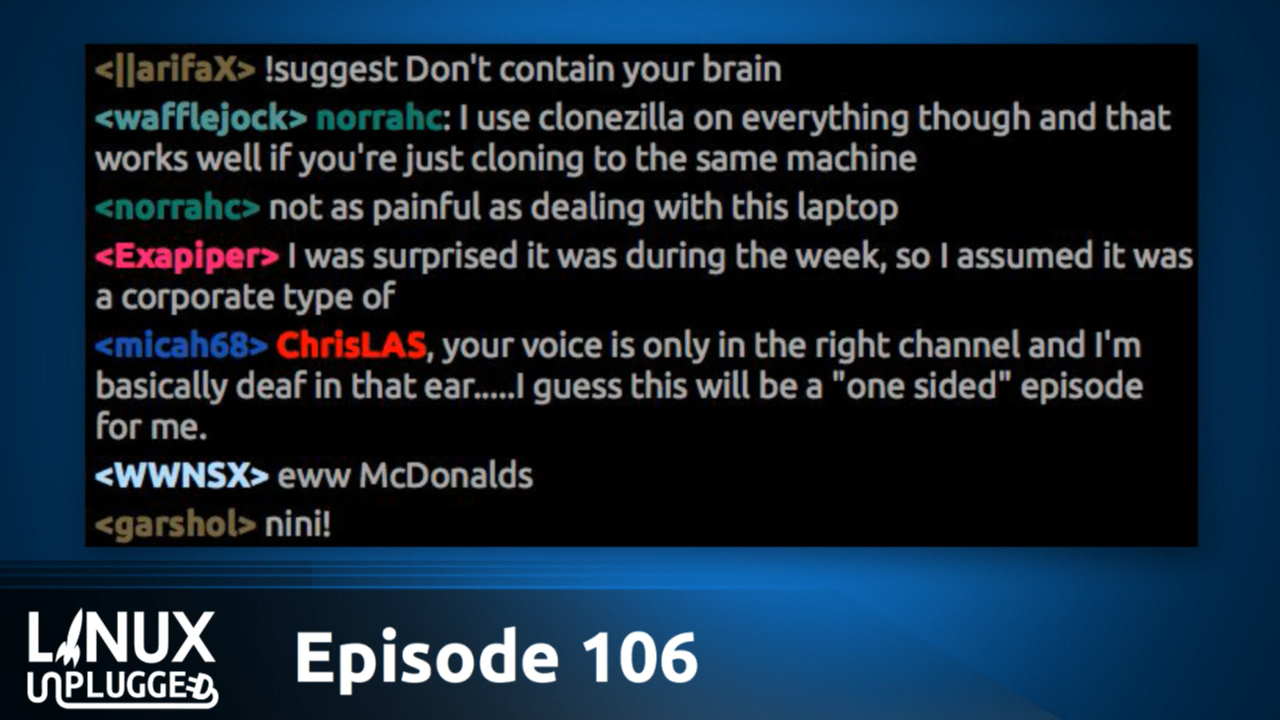 <||arifaX> !suggest Don't contain your brain
<wafflejock> norrahc: I use clonezilla on everything though and that
works well if you're just cloning to the same machine
<norrahc> not as painful as dealing with this laptop
<Exapiper> I was surprised it was during the week, so I assumed it was
a corporate type of
<micah68> ChrisLAS, your voice is only in the right channel and I'm
basically deaf in that ear.....I guess this will be a "one sided" episode
for me.
<WWNSX> eww McDonalds
<garshol> nini!
LINUX
UNPLUGGED
Episode 106